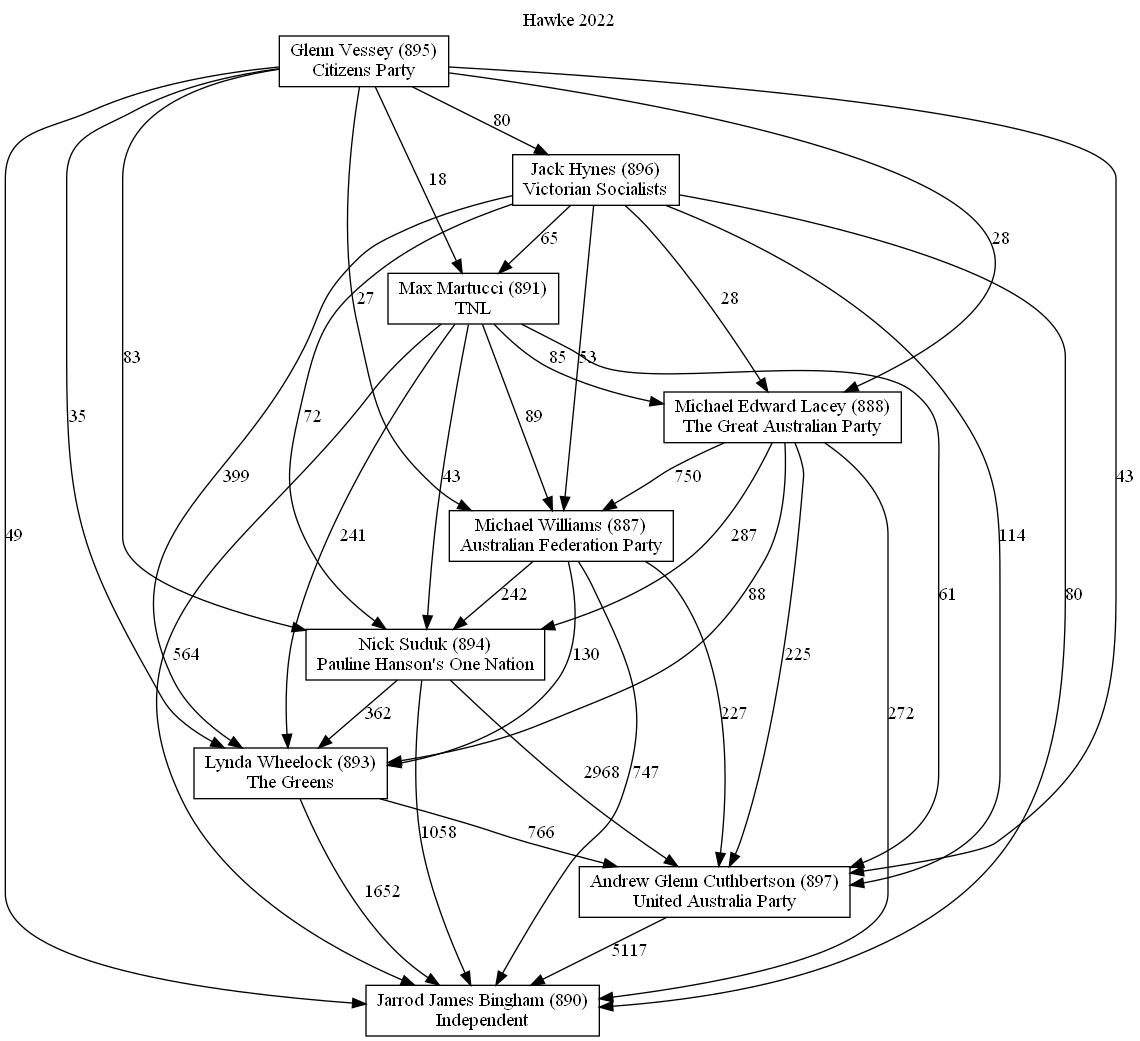 Hawke 2022
Glenn Vessey (895)
Citizens Party
80
Jack Hynes (896)
Victorian Socialists
18
65
28
Max Martucci (891)
TNL
27
28
83
85
53
35
72
89
Michael Edward Lacey (888)
The Great Australian Party
399
43
750
43
Michael Williams (887)
Australian Federation Party
49
241
287
114
242
88
61
80
Nick Suduk (894)
Pauline Hanson's One Nation
564
130
225
362
227
272
Lynda Wheelock (893)
The Greens
2968
747
1058
766
1652
Andrew Glenn Cuthbertson (897)
United Australia Party
5117
Jarrod James Bingham (890)
Independent